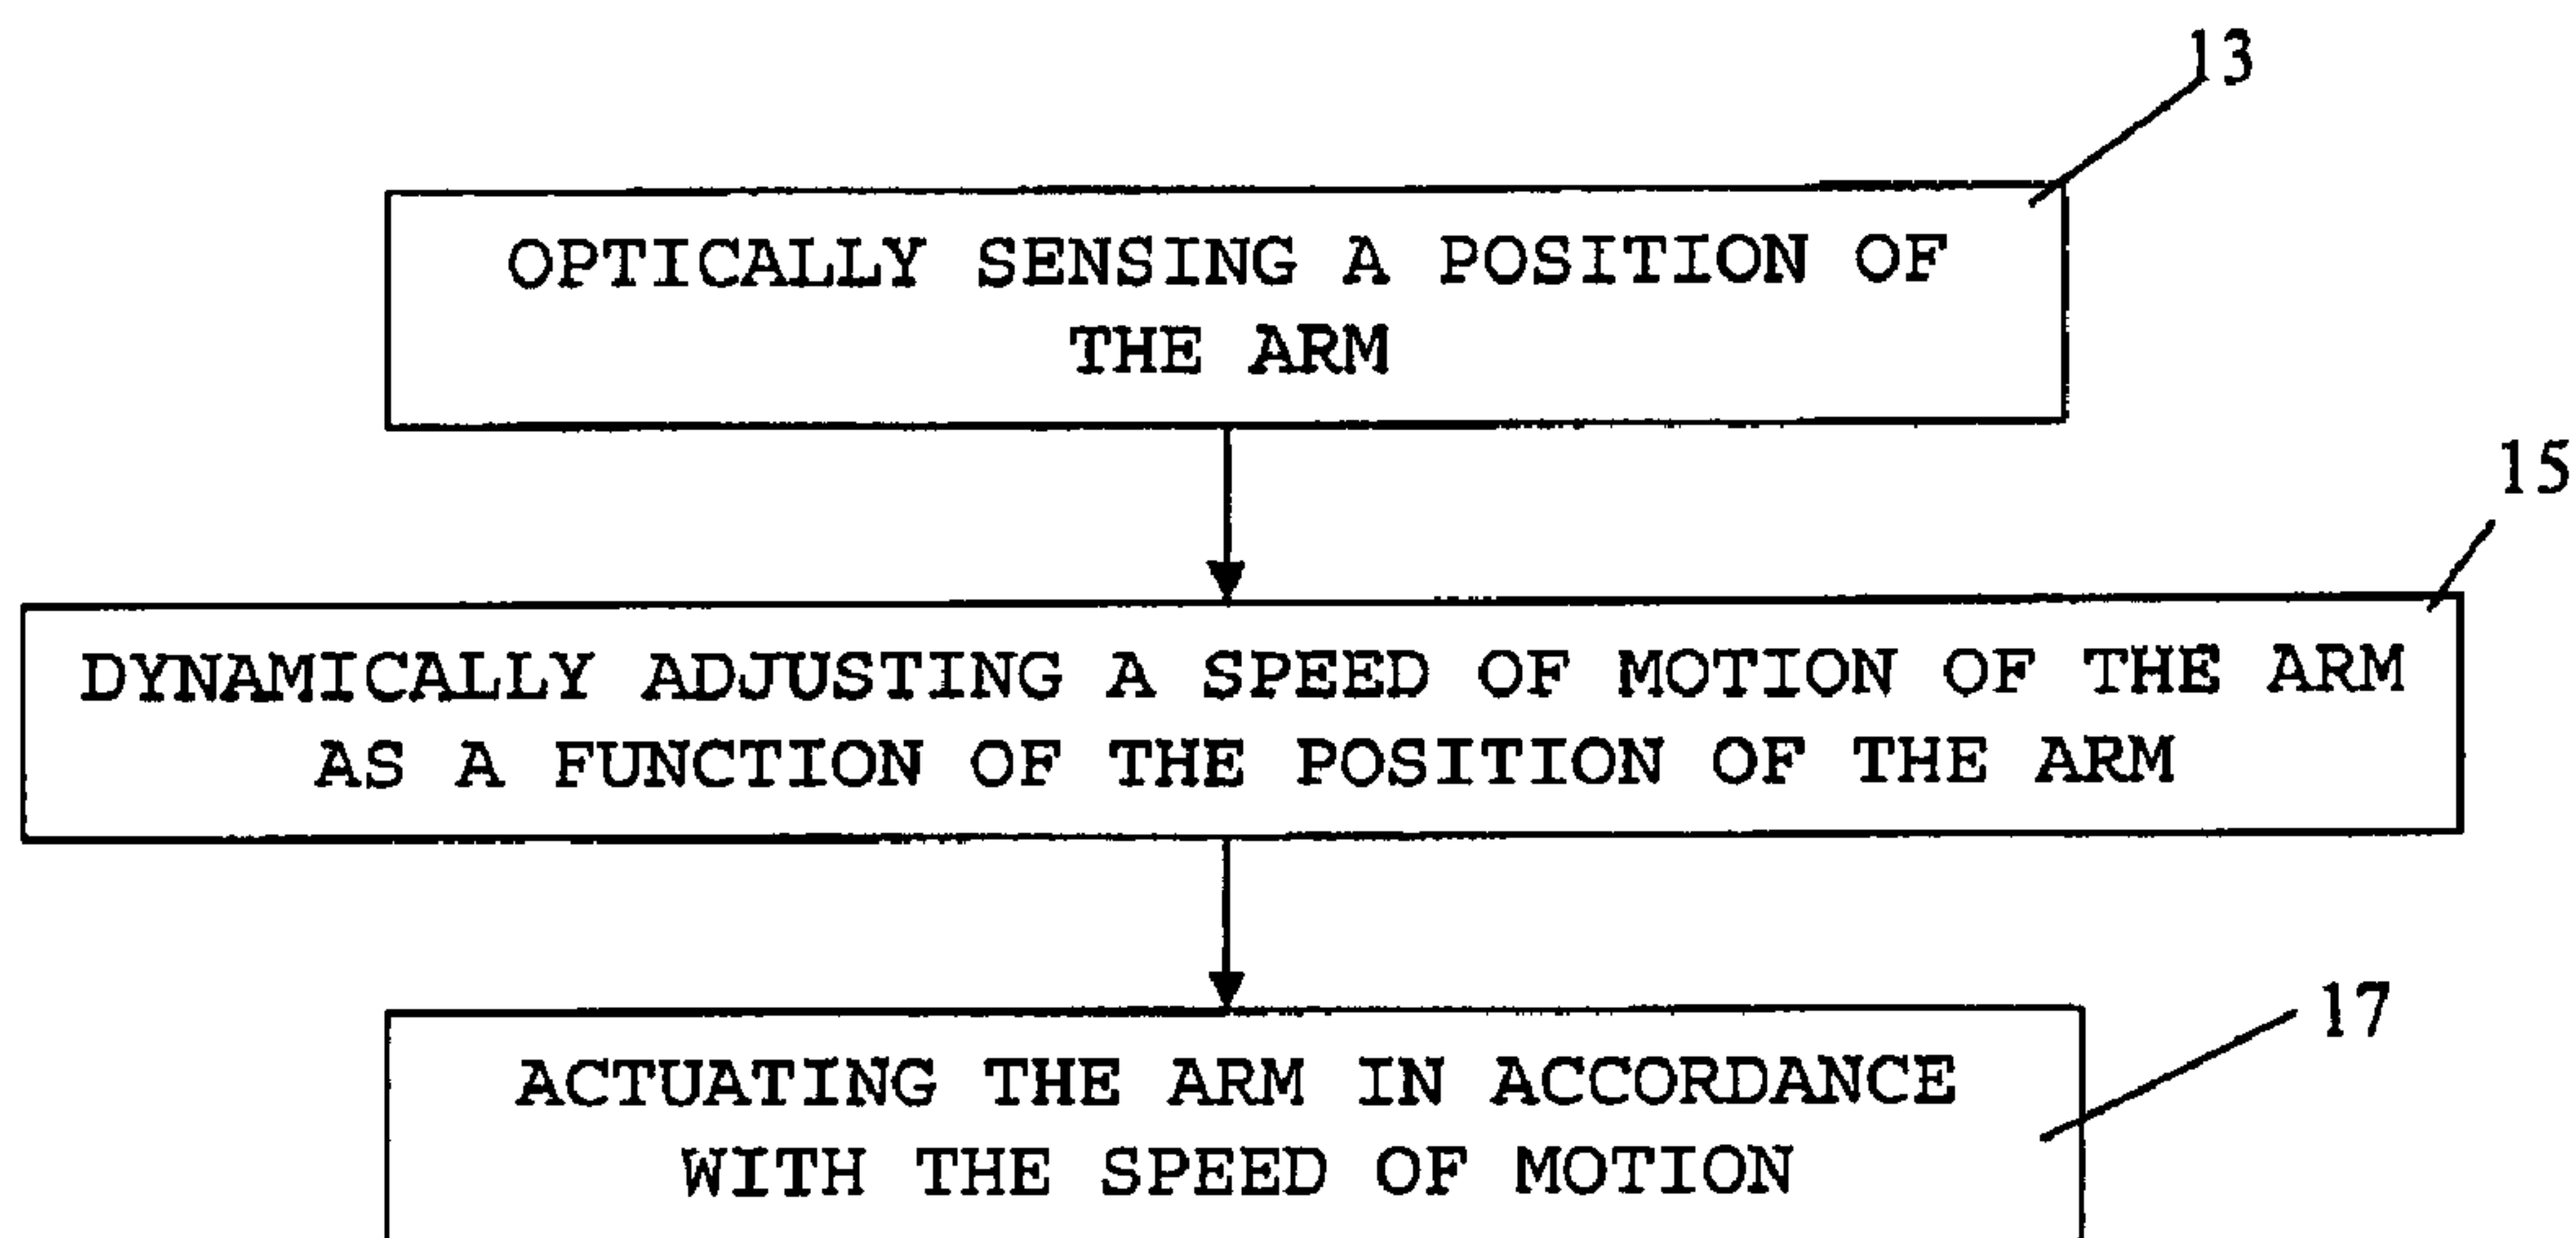 13
OPTICALLY SENSING A POSITION OF
THE ARM
15
DYNAMICALLY ADJUSTING A SPEED OF MOTION OF THE ARM
AS A FUNCTION OF THE POSITION OF THE ARM
17
ACTUATING THE ARM IN ACCORDANCE
WITH THE SPEED OF MOTION